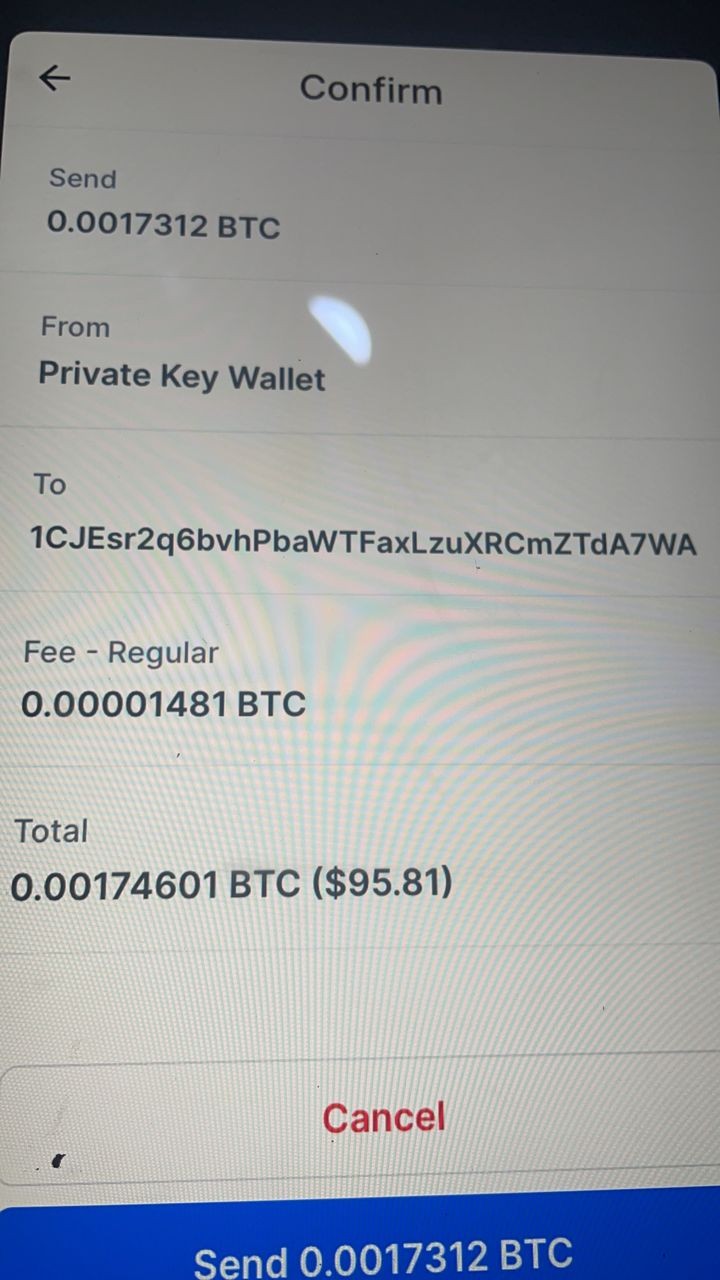 Confirm
Send
0.0017312 BTC
From
Private Key Wallet
To
1CJEsr2q6bvhPbaWTFaxLzuXRCmZTdA7WA
Fee - Regular
0.00001481 BTC
Total
0.00174601 BTC ($95.81)
Cancel
Send 0.0017312 BTC